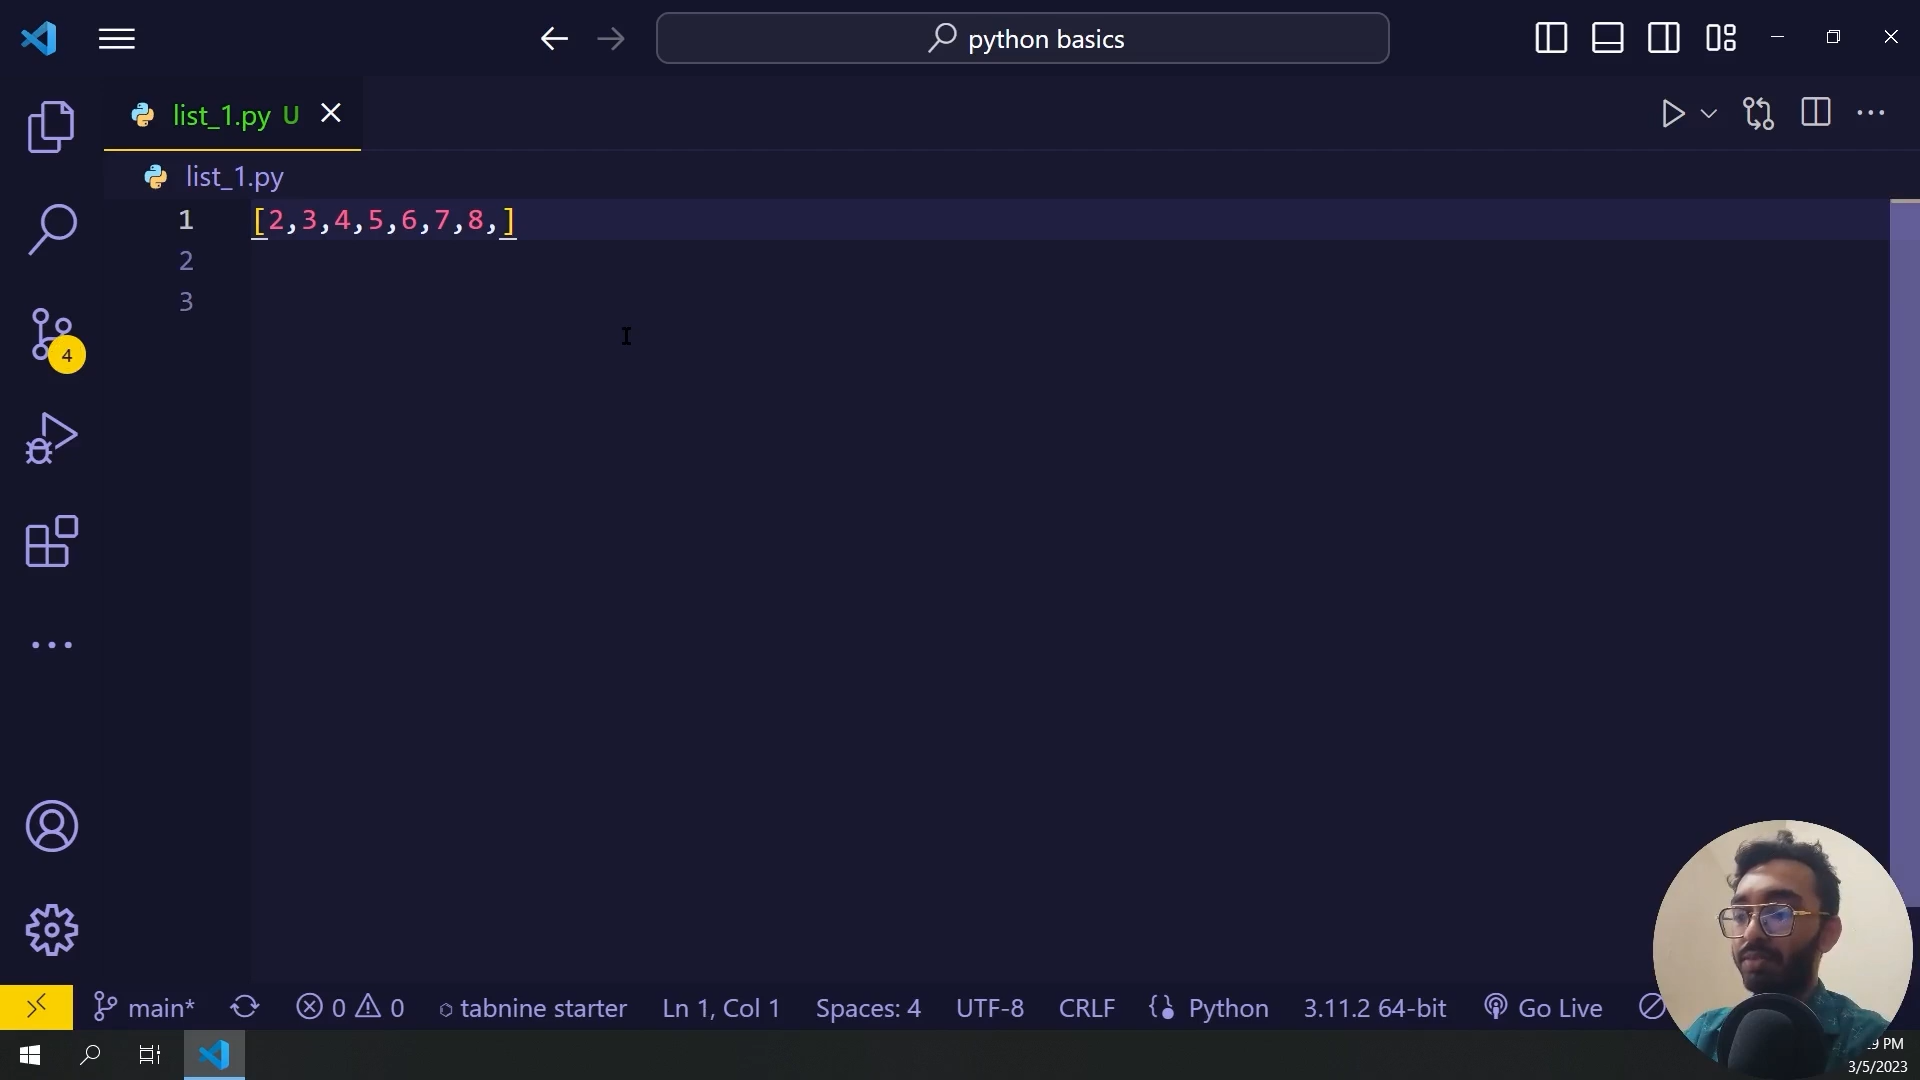 python basics
list_1.py U
list_1.py
1 [2,3,4,5,6,7,8,]
2
3
4
main* 0 0 tabnine starter Ln 1, Col 1 Spaces: 4 UTF-8 CRLF Python 3.11.2 64-bit Go Live
9 PM
3/5/2023